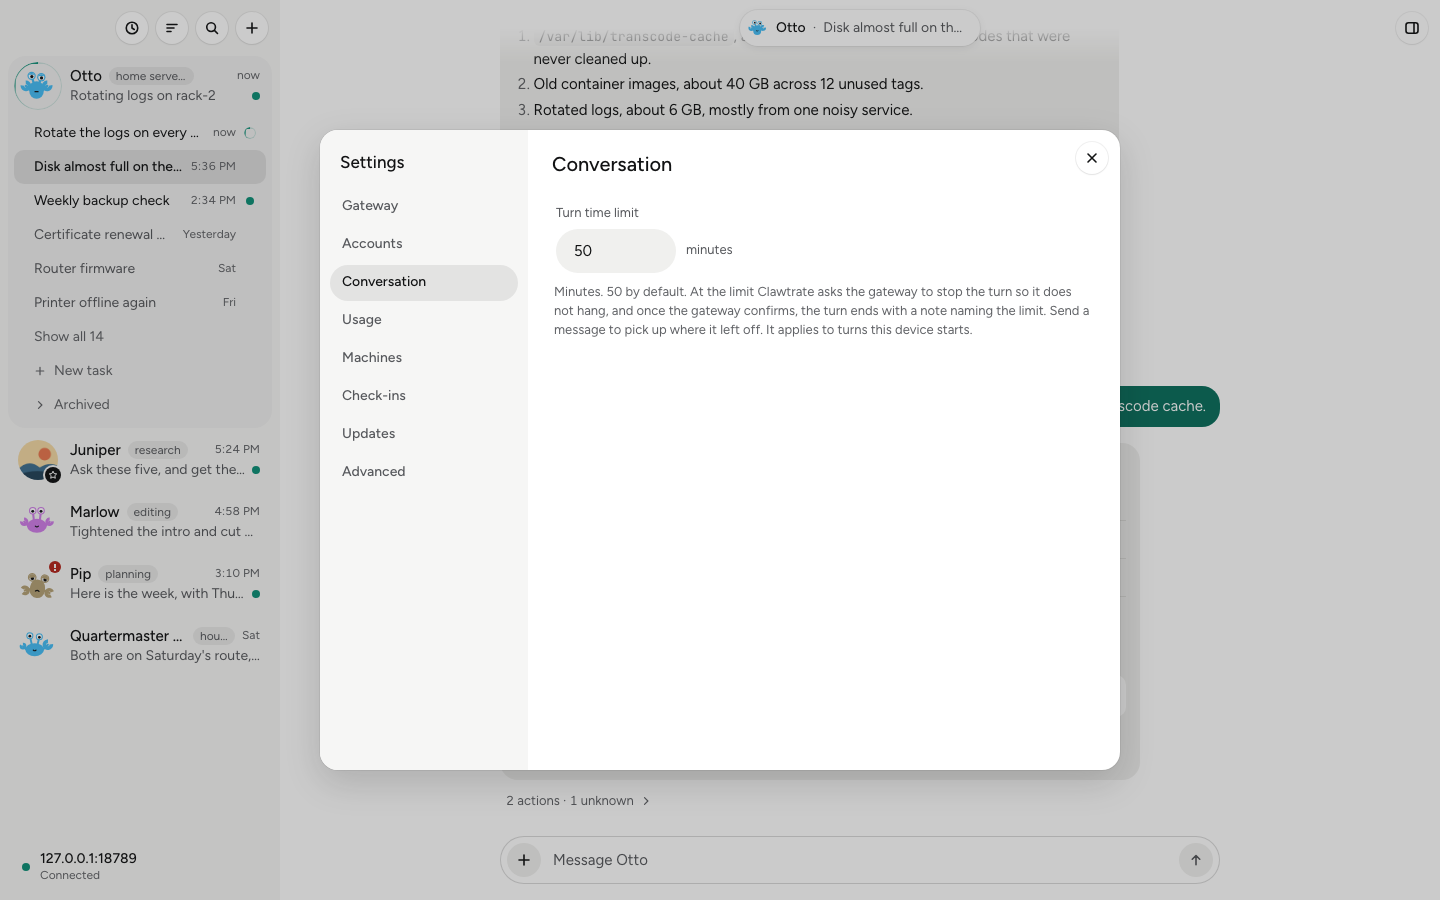 Otto home serve... now
Rotating logs on rack-2
Rotate the logs on every ... now
Disk almost full on the... 5:36 PM
Weekly backup check 2:34 PM
Certificate renewal ... Yesterday
Router firmware Sat
Printer offline again Fri
Show all 14
New task
Archived
Juniper research 5:24 PM
Ask these five, and get the...
Marlow editing 4:58 PM
Tightened the intro and cut ...
Pip planning 3:10 PM
Here is the week, with Thu...
Quartermaster ... hou... Sat
Both are on Saturday's route,...
127.0.0.1:18789
Connected
Otto · Disk almost full on th...
1. /var/lib/transcode-cache, that were
never cleaned up.
2. Old container images, about 40 GB across 12 unused tags.
3. Rotated logs, about 6 GB, mostly from one noisy service.
Settings
Gateway
Accounts
Conversation
Usage
Machines
Check-ins
Updates
Advanced
Conversation
Turn time limit
50 minutes
Minutes. 50 by default. At the limit Clawtrate asks the gateway to stop the turn so it does
not hang, and once the gateway confirms, the turn ends with a note naming the limit. Send a
message to pick up where it left off. It applies to turns this device starts.
scode cache.
2 actions · 1 unknown
Message Otto